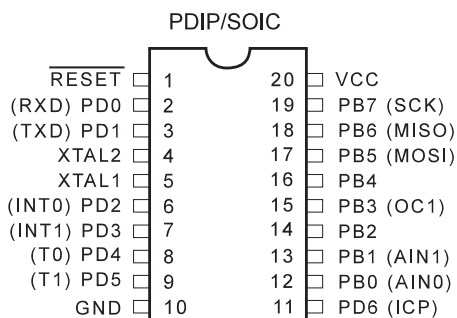 PDIP/SOIC
RESET 1 20 VCC
(RXD) PD0 2 19 PB7 (SCK)
(TXD) PD1 3 18 PB6 (MISO)
XTAL2 4 17 PB5 (MOSI)
XTAL1 5 16 PB4
(INT0) PD2 6 15 PB3 (OC1)
(INT1) PD3 7 14 PB2
(T0) PD4 8 13 PB1 (AIN1)
(T1) PD5 9 12 PB0 (AIN0)
GND 10 11 PD6 (ICP)